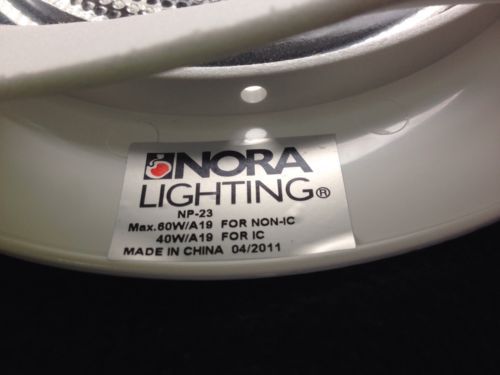 NORA
LIGHTING®
NP-23
Max.60W/A19 FOR NON-IC
40W/A19 FOR IC
MADE IN CHINA 04/2011